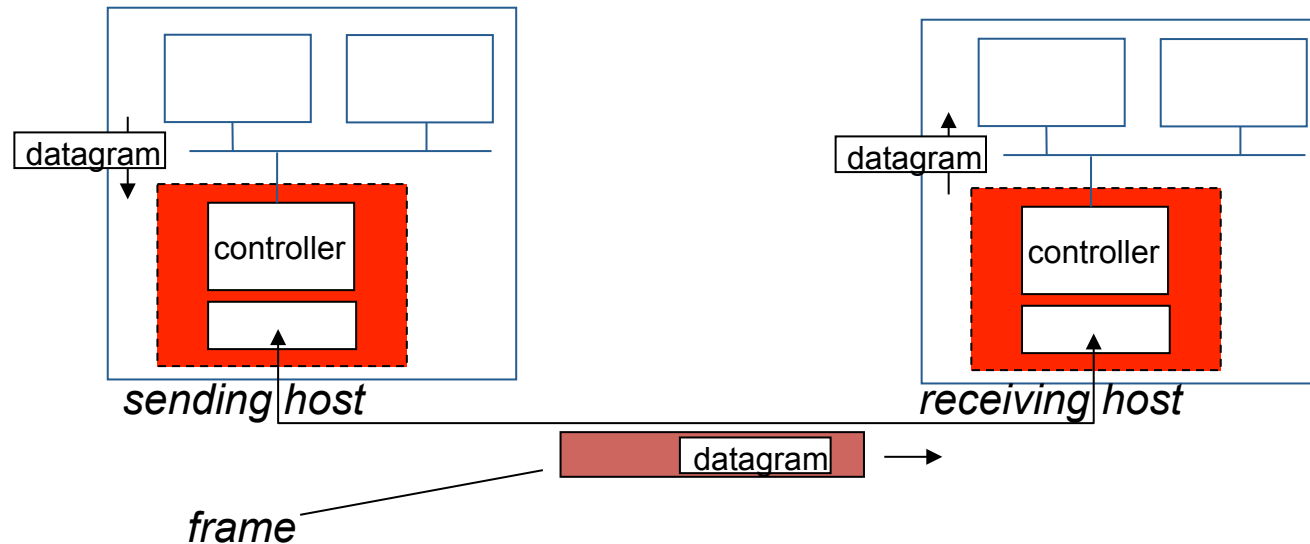 datagram
datagram
controller
controller
sending host
receiving host
datagram
frame